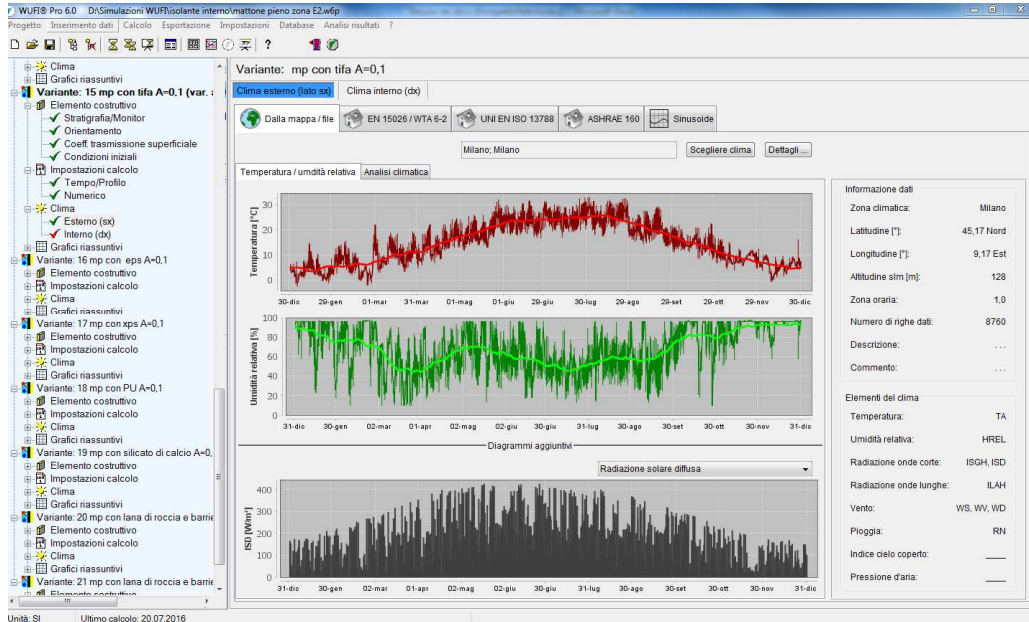 WUFI® Pro 6.0 D:\Simulazioni WUFI\isolante interno\mattone pieno zona E2.w6p
Progetto Inserimento dati Calcolo Esportazione Impostazioni Database Analisi risultati ?
Clima
Grafici riassuntivi
Variante: 15 mp con tifa A=0,1 (var. a
Elemento costruttivo
Stratigrafia/Monitor
Orientamento
Coeff. trasmissione superficiale
Condizioni iniziali
Impostazioni calcolo
Tempo/Profilo
Numerico
Clima
Esterno (sx)
Interno (dx)
Grafici riassuntivi
Variante: 16 mp con eps A=0,1
Elemento costruttivo
Impostazioni calcolo
Clima
Grafici riassuntivi
Variante: 17 mp con xps A=0,1
Elemento costruttivo
Impostazioni calcolo
Clima
Grafici riassuntivi
Variante: 18 mp con PU A=0,1
Elemento costruttivo
Impostazioni calcolo
Clima
Grafici riassuntivi
Variante: 19 mp con silicato di calcio A=0,
Elemento costruttivo
Impostazioni calcolo
Clima
Grafici riassuntivi
Variante: 20 mp con lana di roccia e barrie
Elemento costruttivo
Impostazioni calcolo
Clima
Grafici riassuntivi
Variante: 21 mp con lana di roccia e barrie
Elemento costruttivo
Variante: mp con tifa A=0,1
Clima esterno (lato sx) Clima interno (dx)
Dalla mappa / file EN 15026 / WTA 6-2 UNI EN ISO 13788 ASHRAE 160 Sinusoide
Milano; Milano Scegliere clima Dettagli ...
Temperatura / umdità relativa Analisi climatica
Temperatura [°C]
30
20
10
0
30-dic 29-gen 01-mar 31-mar 01-mag 01-giu 29-giu 30-lug 29-ago 29-set 29-ott 29-nov 30-dic
Umidità relativa [%]
100
80
60
40
20
0
31-dic 30-gen 02-mar 01-apr 02-mag 02-giu 30-giu 31-lug 30-ago 30-set 30-ott 30-nov 31-dic
Diagrammi aggiuntivi
Radiazione solare diffusa
ISD [W/m²]
400
300
200
100
0
31-dic 30-gen 02-mar 01-apr 02-mag 02-giu 30-giu 31-lug 30-ago 30-set 30-ott 30-nov 31-dic
Informazione dati
Zona climatica: Milano
Latitudine [°]: 45,17 Nord
Longitudine [°]: 9,17 Est
Altitudine slm [m]: 128
Zona oraria: 1,0
Numero di righe dati: 8760
Descrizione: . . .
Commento: . . .
Elementi del clima
Temperatura: TA
Umidità relativa: HREL
Radiazione onde corte: ISGH, ISD
Radiazione onde lunghe: ILAH
Vento: WS, WV, WD
Pioggia: RN
Indice cielo coperto: ___
Pressione d'aria: ___
Unità: SI Ultimo calcolo: 20.07.2016